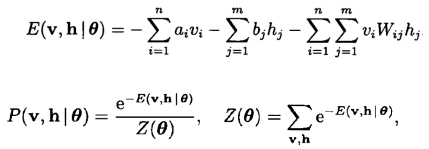 E(v, h | θ) = − ∑_{i=1}^{n} a_i v_i − ∑_{j=1}^{m} b_j h_j − ∑_{i=1}^{n} ∑_{j=1}^{m} v_i W_{ij} h_j
P(v, h | θ) = e^{−E(v,h | θ)} / Z(θ), Z(θ) = ∑_{v,h} e^{−E(v,h | θ)},